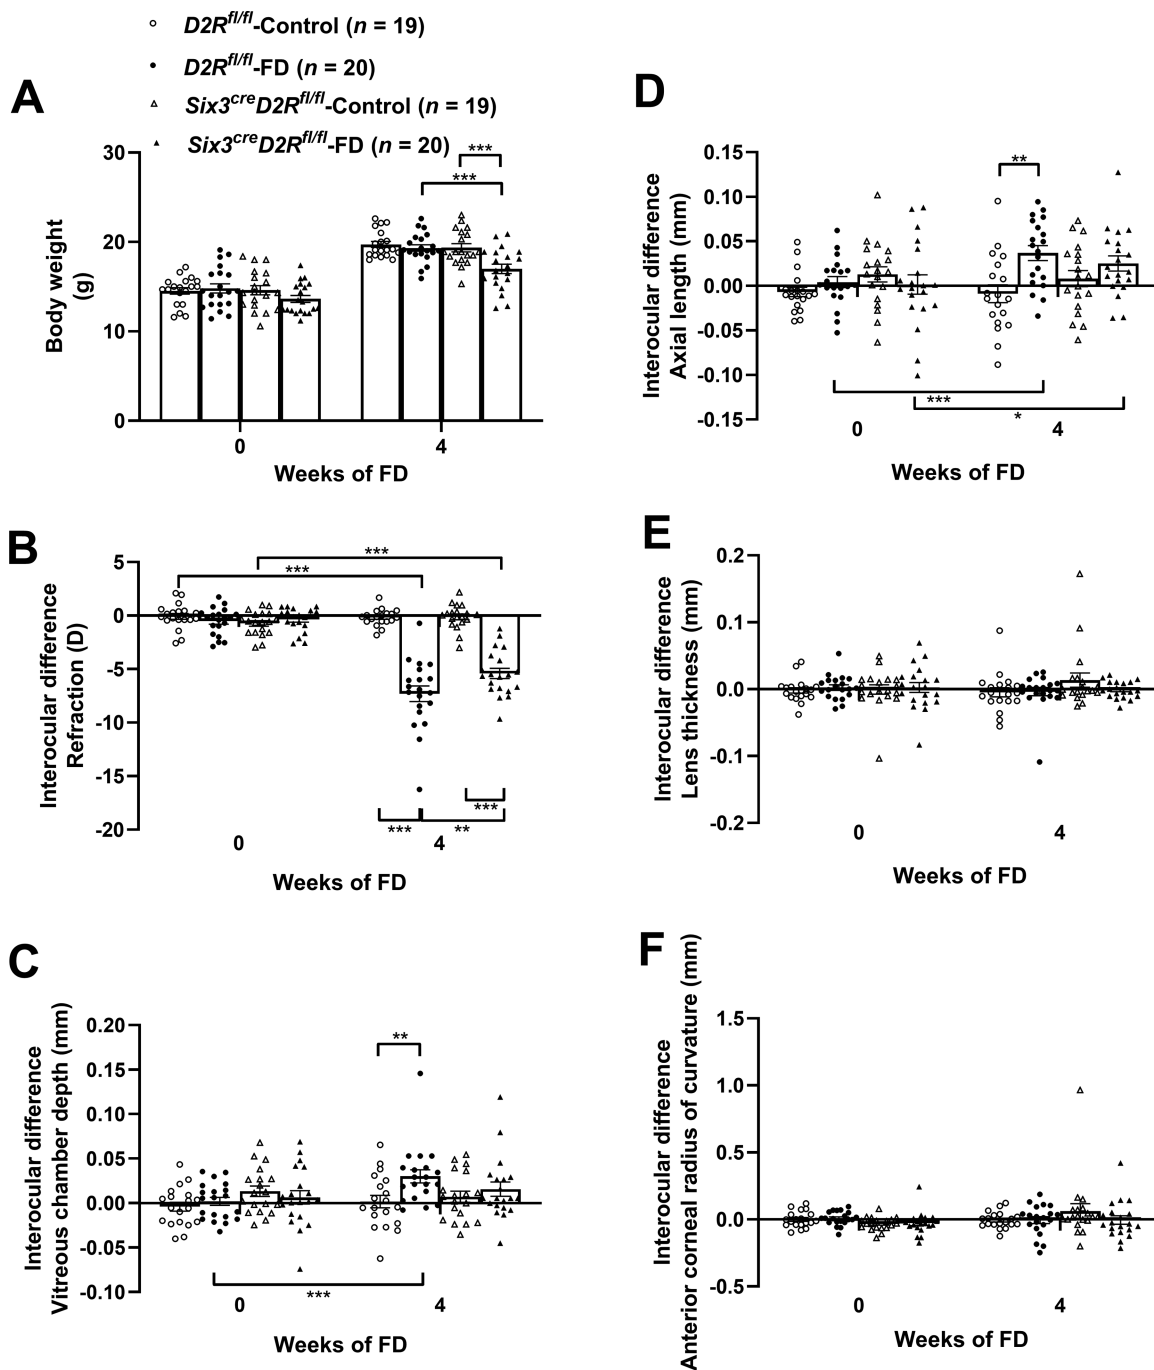 D2R^fl/fl-Control (n = 19)
D2R^fl/fl-FD (n = 20)
Six3^cre D2R^fl/fl-Control (n = 19)
Six3^cre D2R^fl/fl-FD (n = 20)
A
Body weight
(g)
30
20
10
0
***
***
0
4
Weeks of FD
B
Interocular difference
Refraction (D)
5
0
-5
-10
-15
-20
***
***
***
***
**
0
4
Weeks of FD
C
Interocular difference
Vitreous chamber depth (mm)
0.20
0.15
0.10
0.05
0.00
-0.05
-0.10
**
***
0
4
Weeks of FD
D
Interocular difference
Axial length (mm)
0.15
0.10
0.05
0.00
-0.05
-0.10
-0.15
**
***
*
0
4
Weeks of FD
E
Interocular difference
Lens thickness (mm)
0.2
0.1
0.0
-0.1
-0.2
0
4
Weeks of FD
F
Interocular difference
Anterior corneal radius of curvature (mm)
1.5
1.0
0.5
0.0
-0.5
0
4
Weeks of FD